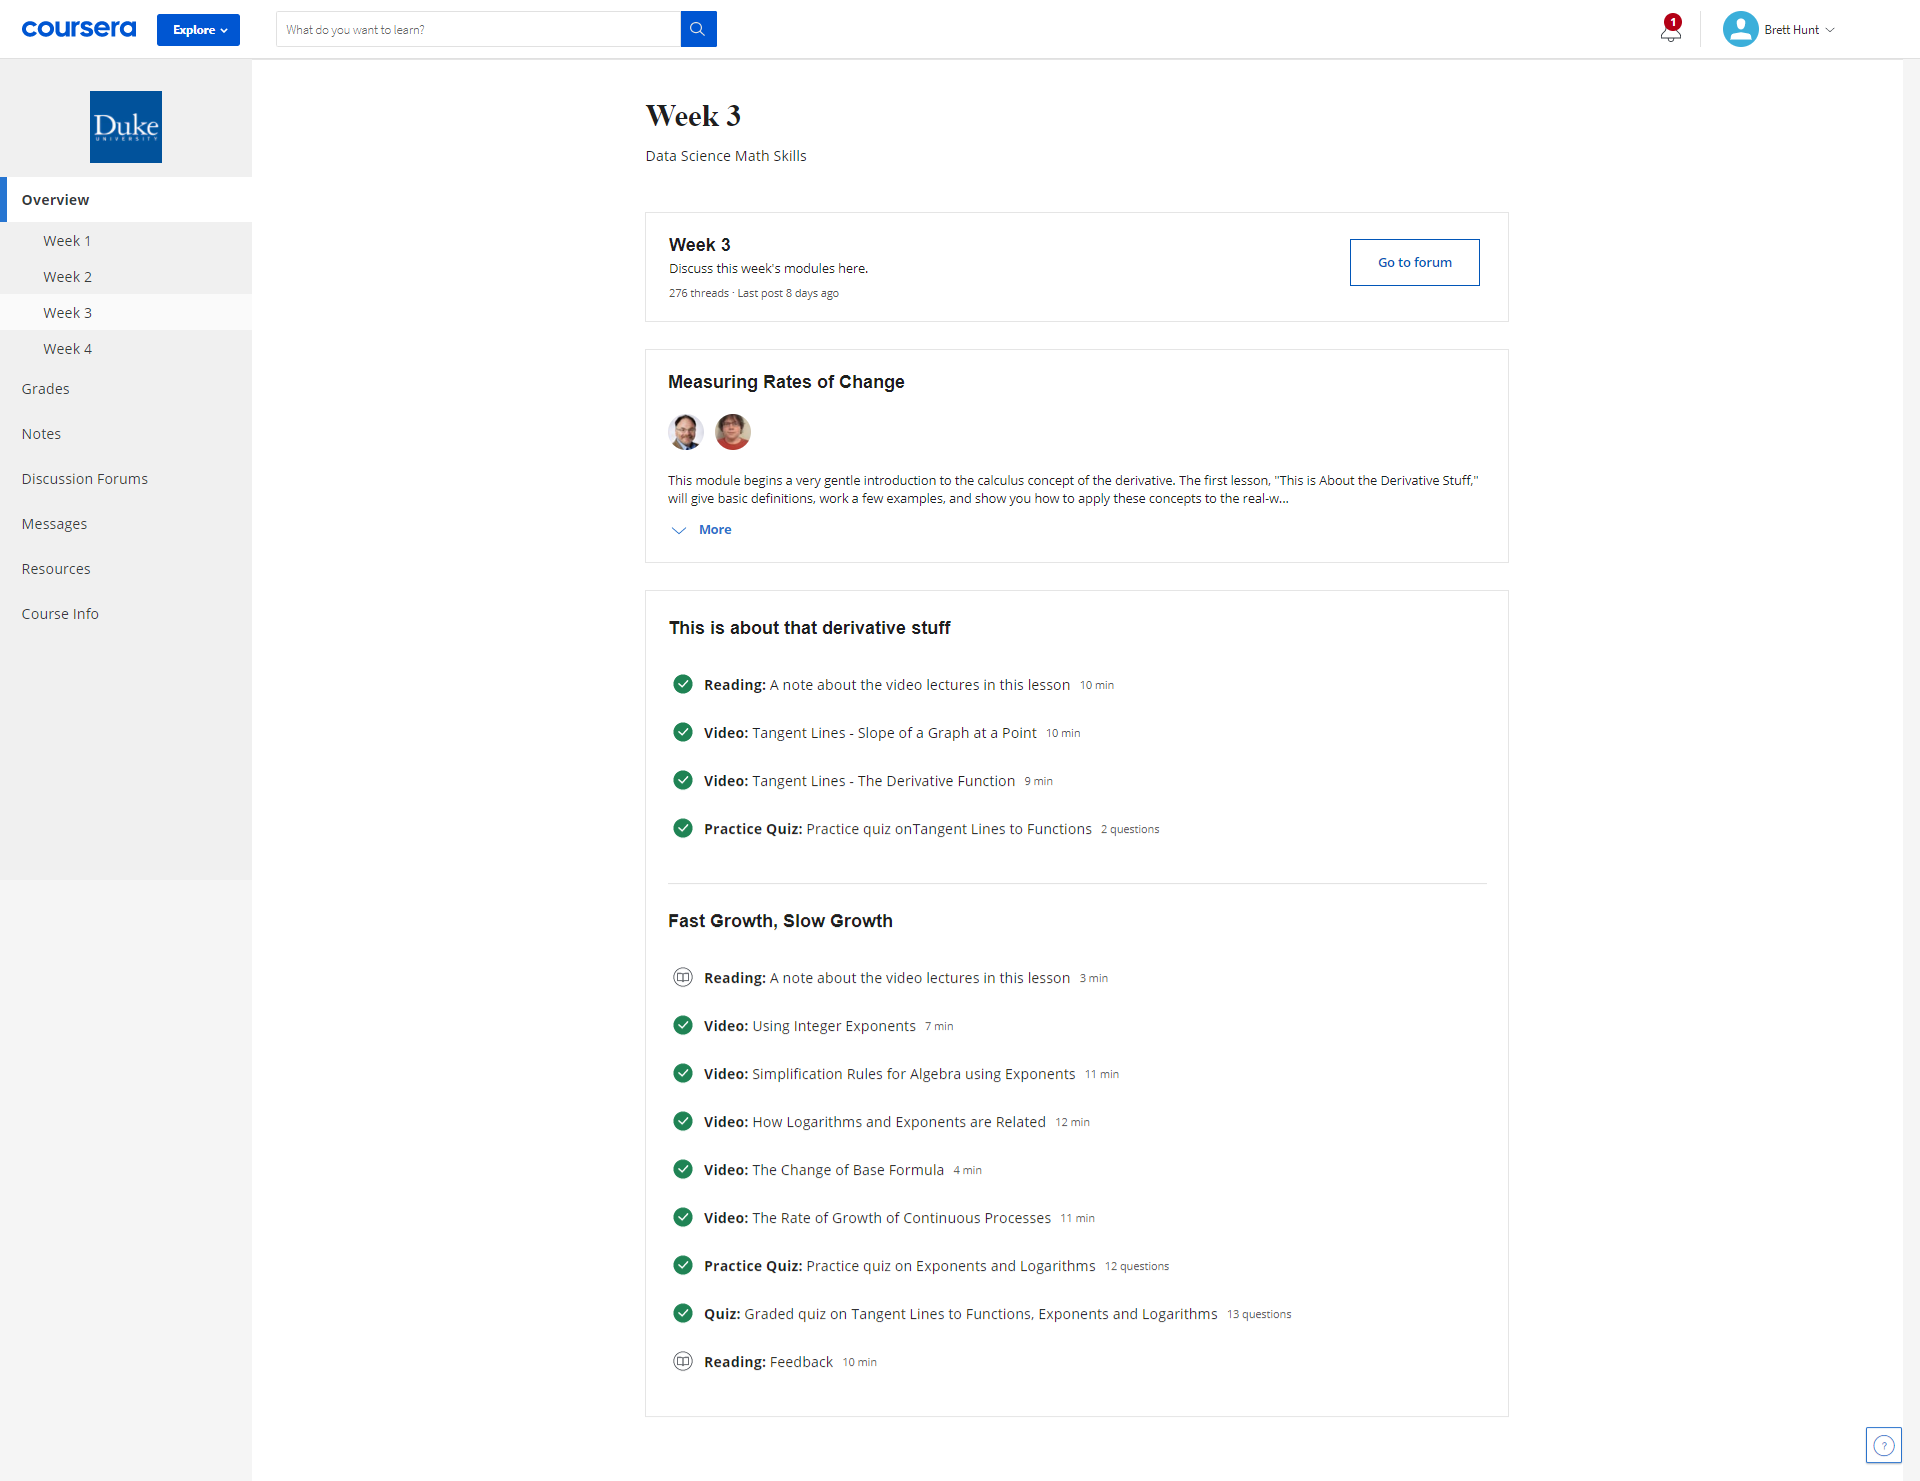 coursera
Explore
What do you want to learn?
1
Brett Hunt
Duke
UNIVERSITY
Overview
Week 1
Week 2
Week 3
Week 4
Grades
Notes
Discussion Forums
Messages
Resources
Course Info
Week 3
Data Science Math Skills
Week 3
Discuss this week's modules here.
276 threads · Last post 8 days ago
Go to forum
Measuring Rates of Change
This module begins a very gentle introduction to the calculus concept of the derivative. The first lesson, "This is About the Derivative Stuff,"
will give basic definitions, work a few examples, and show you how to apply these concepts to the real-w...
More
This is about that derivative stuff
Reading: A note about the video lectures in this lesson 10 min
Video: Tangent Lines - Slope of a Graph at a Point 10 min
Video: Tangent Lines - The Derivative Function 9 min
Practice Quiz: Practice quiz onTangent Lines to Functions 2 questions
Fast Growth, Slow Growth
Reading: A note about the video lectures in this lesson 3 min
Video: Using Integer Exponents 7 min
Video: Simplification Rules for Algebra using Exponents 11 min
Video: How Logarithms and Exponents are Related 12 min
Video: The Change of Base Formula 4 min
Video: The Rate of Growth of Continuous Processes 11 min
Practice Quiz: Practice quiz on Exponents and Logarithms 12 questions
Quiz: Graded quiz on Tangent Lines to Functions, Exponents and Logarithms 13 questions
Reading: Feedback 10 min
?